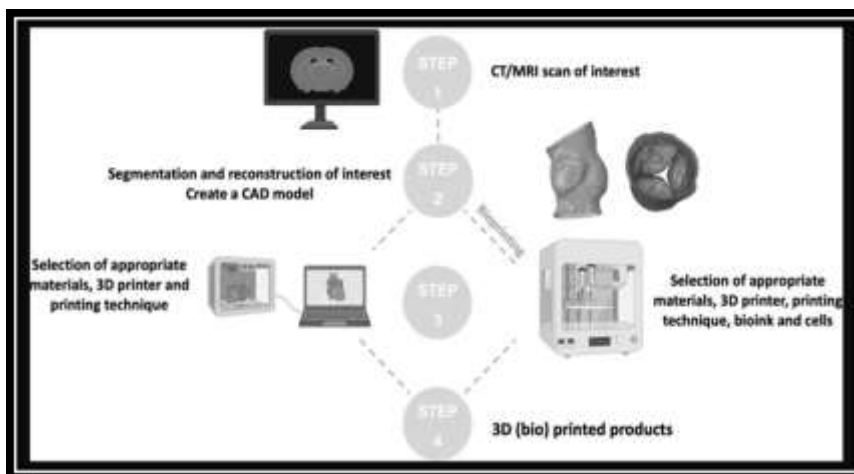 STEP
1
CT/MRI scan of interest
Segmentation and reconstruction of interest
Create a CAD model
STEP
2
Bioprinting
Selection of appropriate
materials, 3D printer and
printing technique
STEP
3
Selection of appropriate
materials, 3D printer, printing
technique, bioink and cells
STEP
4
3D (bio) printed products